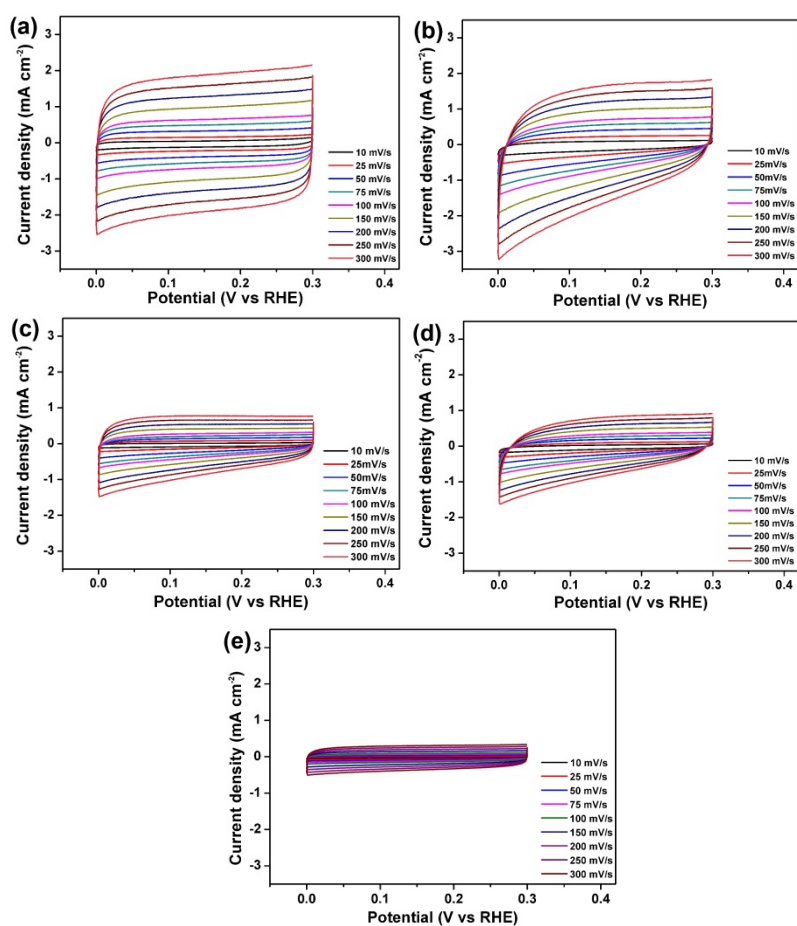 (a)
Current density (mA cm-2)
3
2
1
0
-1
-2
-3
0.0 0.1 0.2 0.3 0.4
Potential (V vs RHE)
10 mV/s
25 mV/s
50 mV/s
75 mV/s
100 mV/s
150 mV/s
200 mV/s
250 mV/s
300 mV/s
(b)
Current density (mA cm-2)
3
2
1
0
-1
-2
-3
0.0 0.1 0.2 0.3 0.4
Potential (V vs RHE)
10 mV/s
25mV/s
50 mV/s
75mV/s
100 mV/s
150 mV/s
200 mV/s
250 mV/s
300 mV/s
(c)
Current density (mA cm-2)
3
2
1
0
-1
-2
-3
0.0 0.1 0.2 0.3 0.4
Potential (V vs RHE)
10 mV/s
25mV/s
50mV/s
75mV/s
100 mV/s
150 mV/s
200 mV/s
250 mV/s
300 mV/s
(d)
Current density (mA cm-2)
3
2
1
0
-1
-2
-3
0.0 0.1 0.2 0.3 0.4
Potential (V vs RHE)
10 mV/s
25mV/s
50 mV/s
75mV/s
100 mV/s
150 mV/s
200 mV/s
250 mV/s
300 mV/s
(e)
Current density (mA cm-2)
3
2
1
0
-1
-2
-3
0.0 0.1 0.2 0.3 0.4
Potential (V vs RHE)
10 mV/s
25 mV/s
50 mV/s
75 mV/s
100 mV/s
150 mV/s
200 mV/s
250 mV/s
300 mV/s